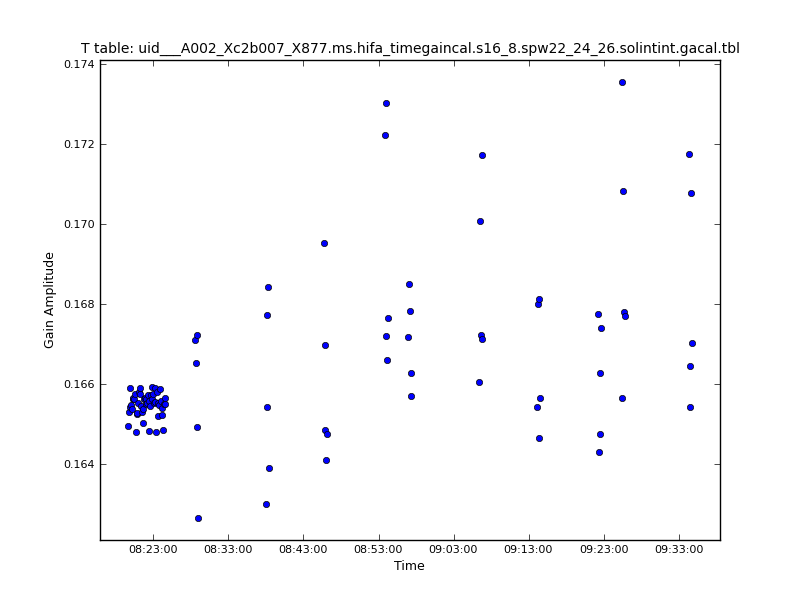 T table: uid___A002_Xc2b007_X877.ms.hifa_timegaincal.s16_8.spw22_24_26.solintint.gacal.tbl
0.174
0.172
0.170
0.168
0.166
0.164
Gain Amplitude
08:23:00 08:33:00 08:43:00 08:53:00 09:03:00 09:13:00 09:23:00 09:33:00
Time